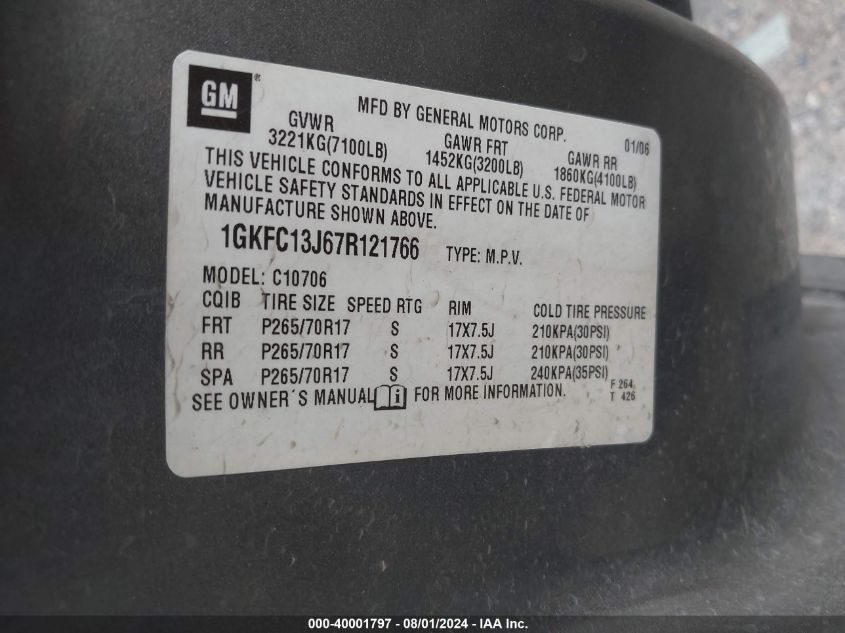 GM®
MFD BY GENERAL MOTORS CORP. 01/06
GVWR GAWR FRT GAWR RR
3221KG(7100LB) 1452KG(3200LB) 1860KG(4100LB)
THIS VEHICLE CONFORMS TO ALL APPLICABLE U.S. FEDERAL MOTOR
VEHICLE SAFETY STANDARDS IN EFFECT ON THE DATE OF
MANUFACTURE SHOWN ABOVE.
1GKFC13J67R121766 TYPE: M.P.V.
MODEL: C10706
CQIB TIRE SIZE SPEED RTG RIM COLD TIRE PRESSURE
FRT P265/70R17 S 17X7.5J 210KPA(30PSI)
RR P265/70R17 S 17X7.5J 210KPA(30PSI)
SPA P265/70R17 S 17X7.5J 240KPA(35PSI)
SEE OWNER´S MANUAL i FOR MORE INFORMATION.
F 264
T 426
000-40001797 - 08/01/2024 - IAA Inc.